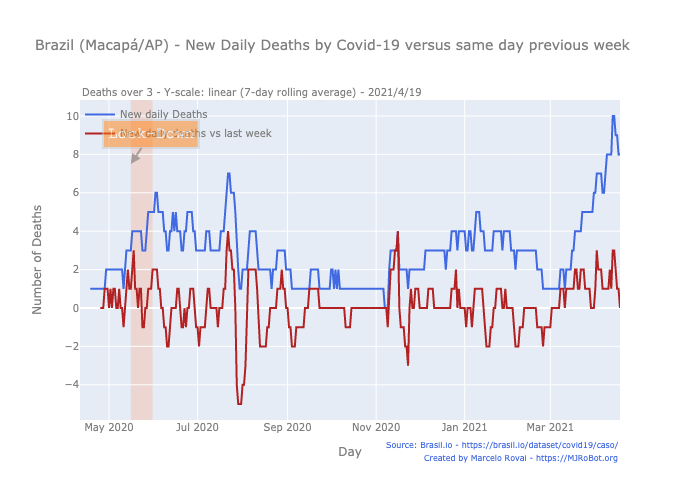 Brazil (Macapá/AP) - New Daily Deaths by Covid-19 versus same day previous week
Deaths over 3 - Y-scale: linear (7-day rolling average) - 2021/4/19
New daily Deaths
New daily Deaths vs last week
10
8
6
4
2
0
−2
−4
Number of Deaths
May 2020
Jul 2020
Sep 2020
Nov 2020
Jan 2021
Mar 2021
Day
Source: Brasil.io - https://brasil.io/dataset/covid19/caso/
Created by Marcelo Rovai - https://MJRoBot.org